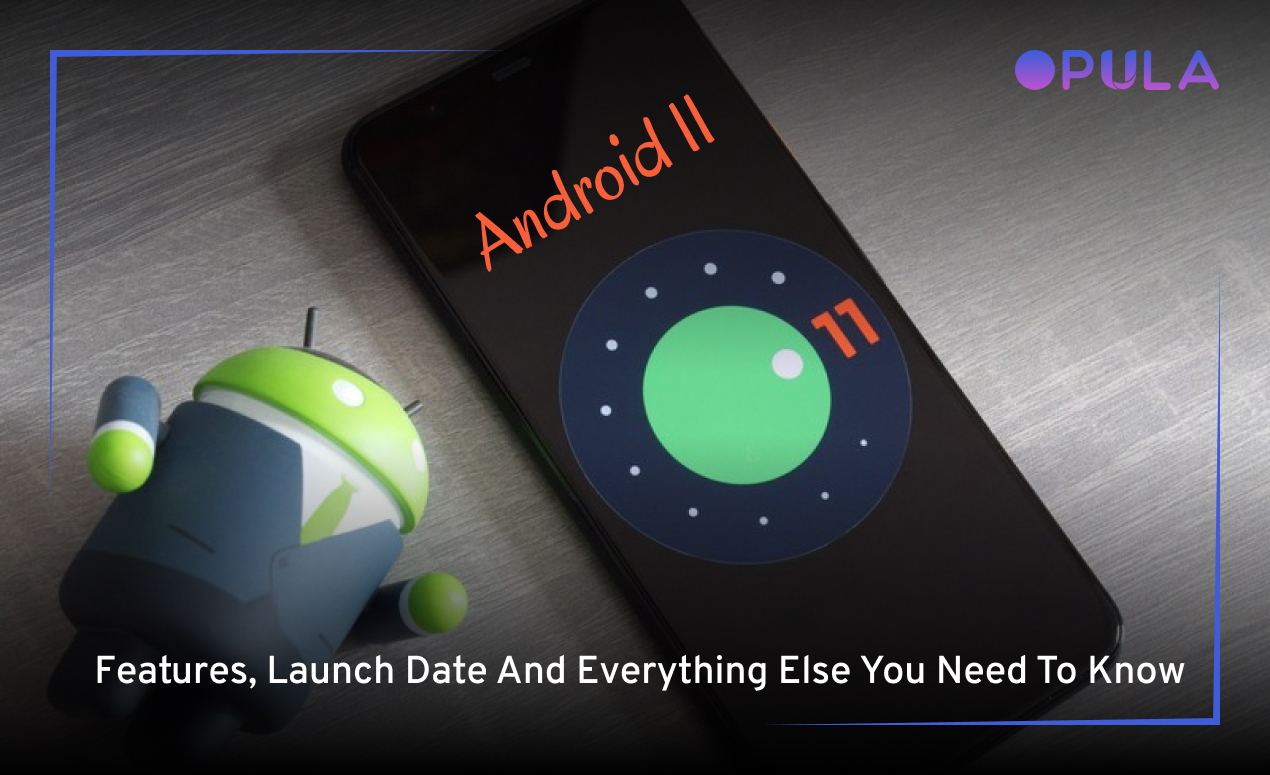 OPULA
Android 11
11
Features, Launch Date And Everything Else You Need To Know